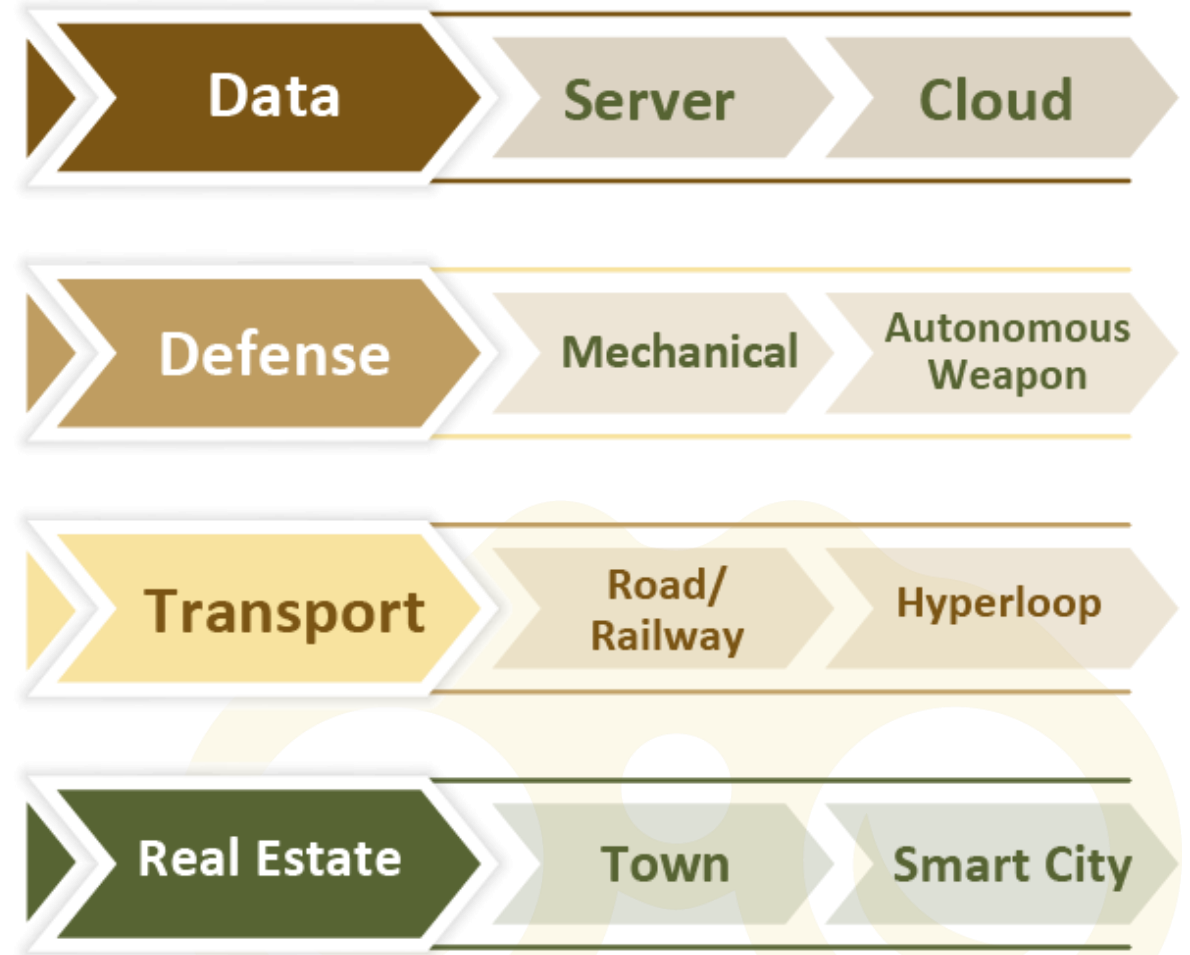 Data
Server
Cloud
Defense
Mechanical
Autonomous
Weapon
Transport
Road/
Railway
Hyperloop
Real Estate
Town
Smart City